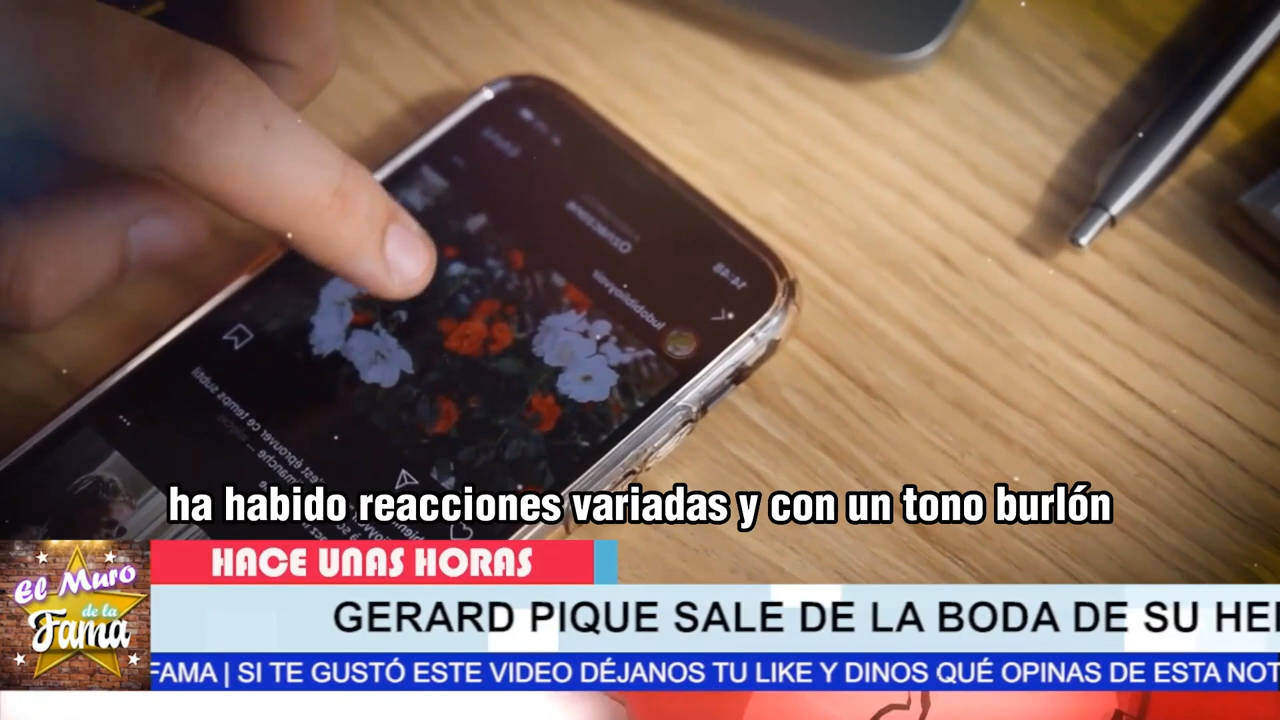 ha habido reacciones variadas y con un tono burlón
HACE UNAS HORAS
El Muro
de la
Fama
GERARD PIQUE SALE DE LA BODA DE SU HE
FAMA | SI TE GUSTÓ ESTE VIDEO DÉJANOS TU LIKE Y DINOS QUÉ OPINAS DE ESTA NOT